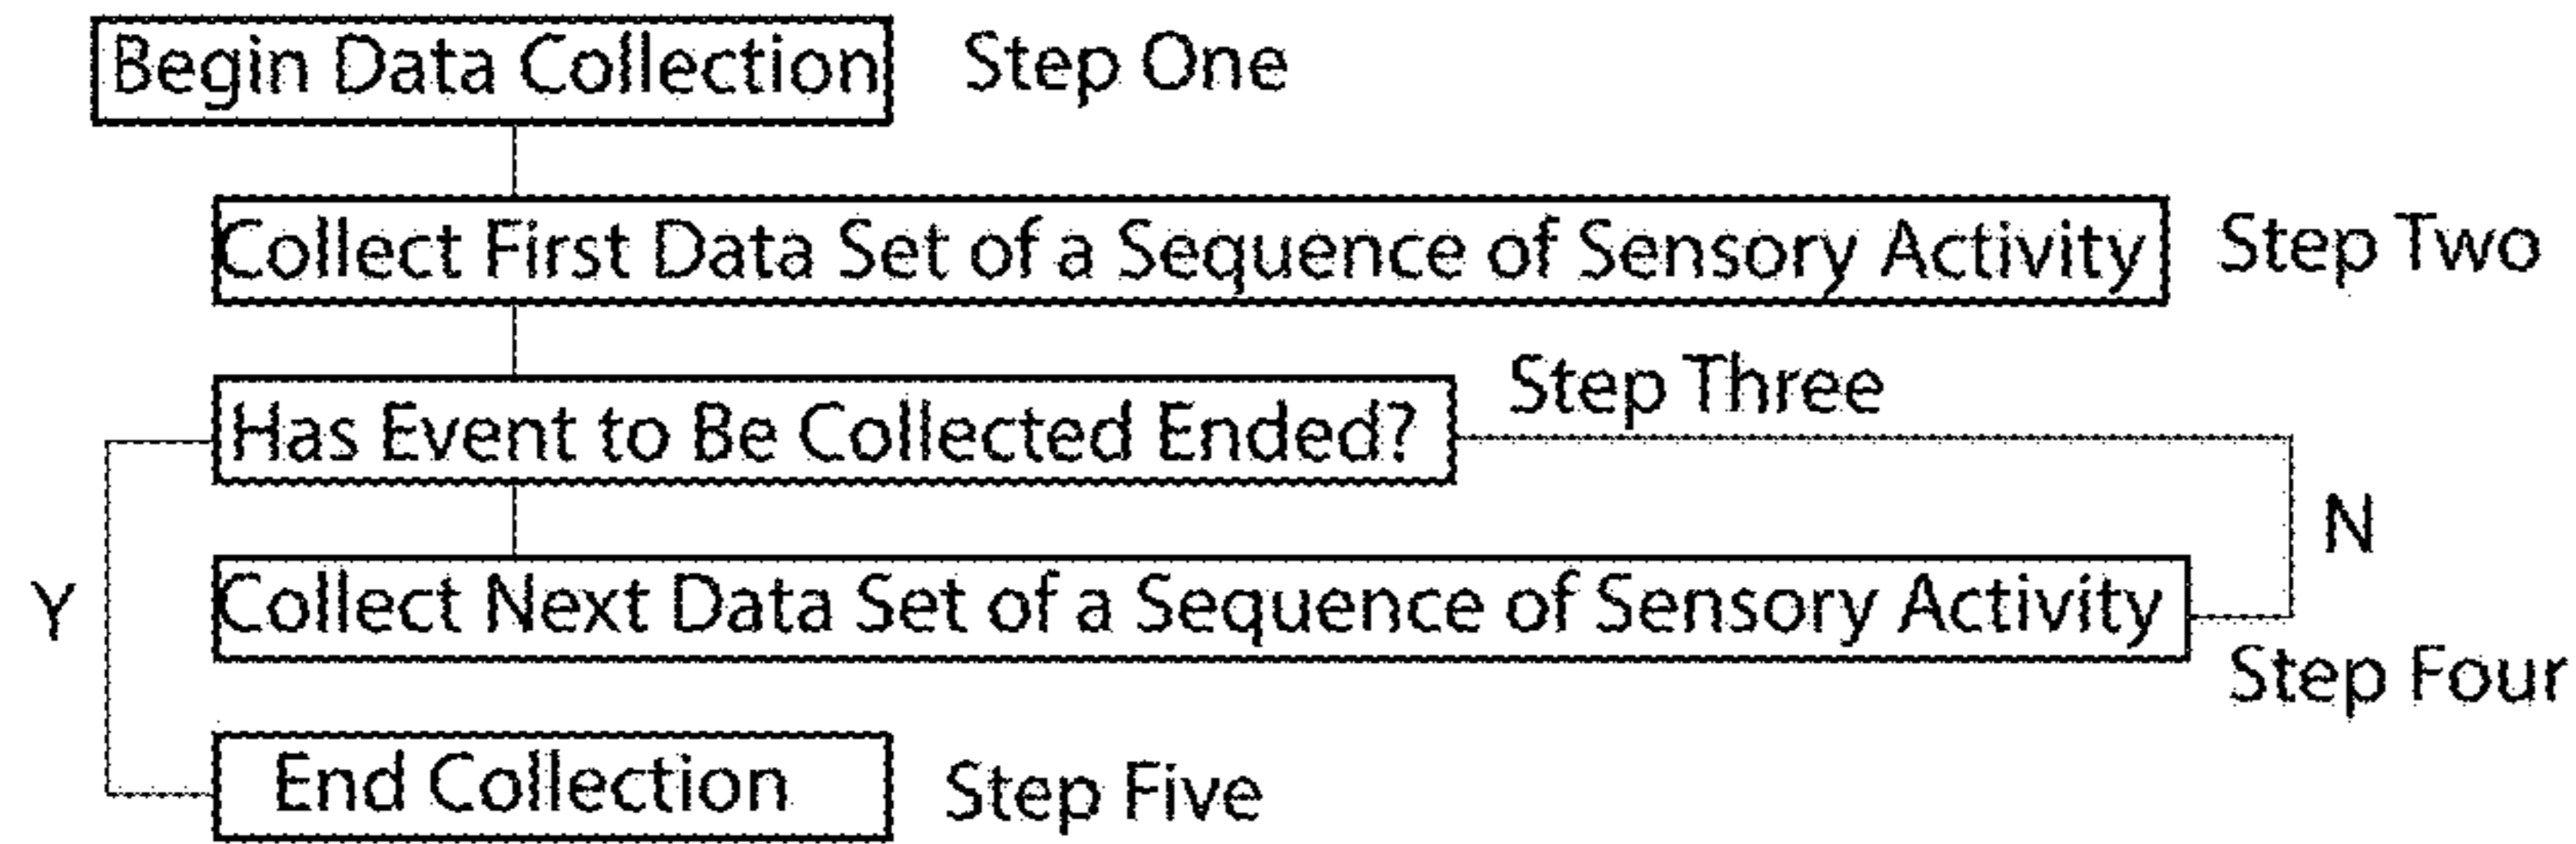 Begin Data Collection Step One
Collect First Data Set of a Sequence of Sensory Activity Step Two
Has Event to Be Collected Ended? Step Three
N
Collect Next Data Set of a Sequence of Sensory Activity
Y
Step Four
End Collection Step Five